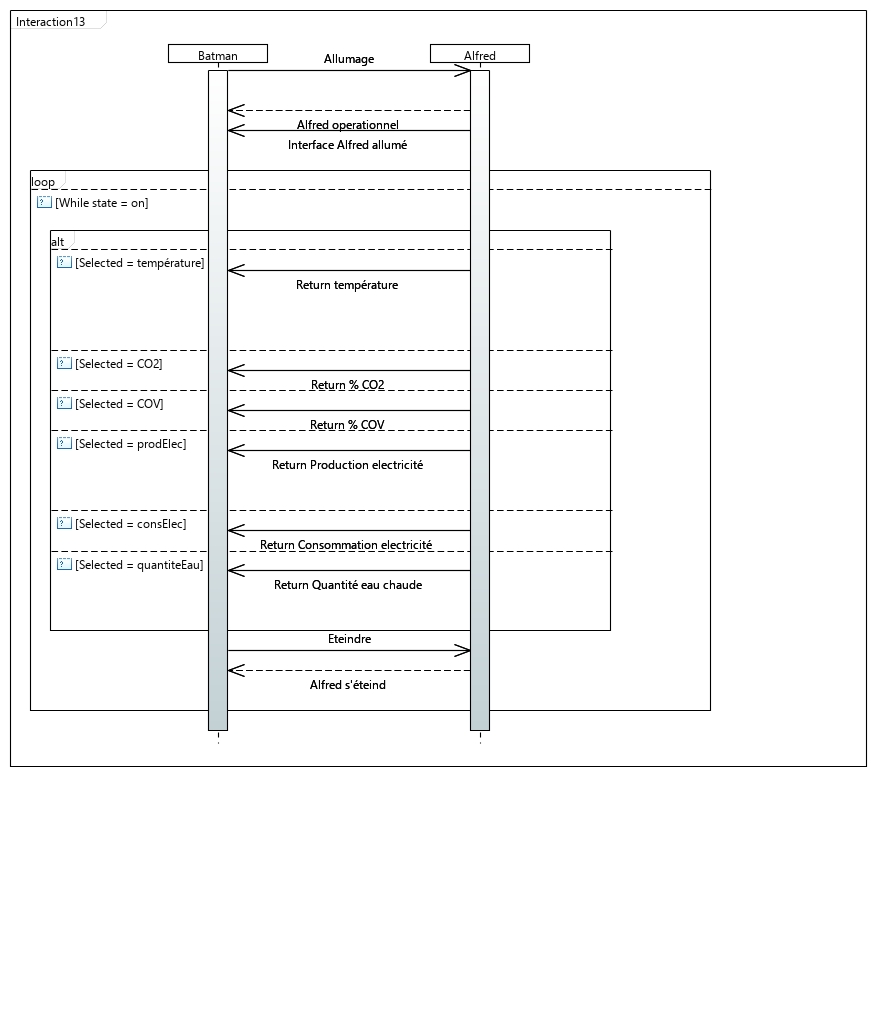 Interaction13
Batman
Alfred
Allumage
Alfred operationnel
Interface Alfred allumé
loop
[While state = on]
alt
[Selected = température]
Return température
[Selected = CO2]
Return % CO2
[Selected = COV]
Return % COV
[Selected = prodElec]
Return Production electricité
[Selected = consElec]
Return Consommation electricité
[Selected = quantiteEau]
Return Quantité eau chaude
Eteindre
Alfred s'éteind